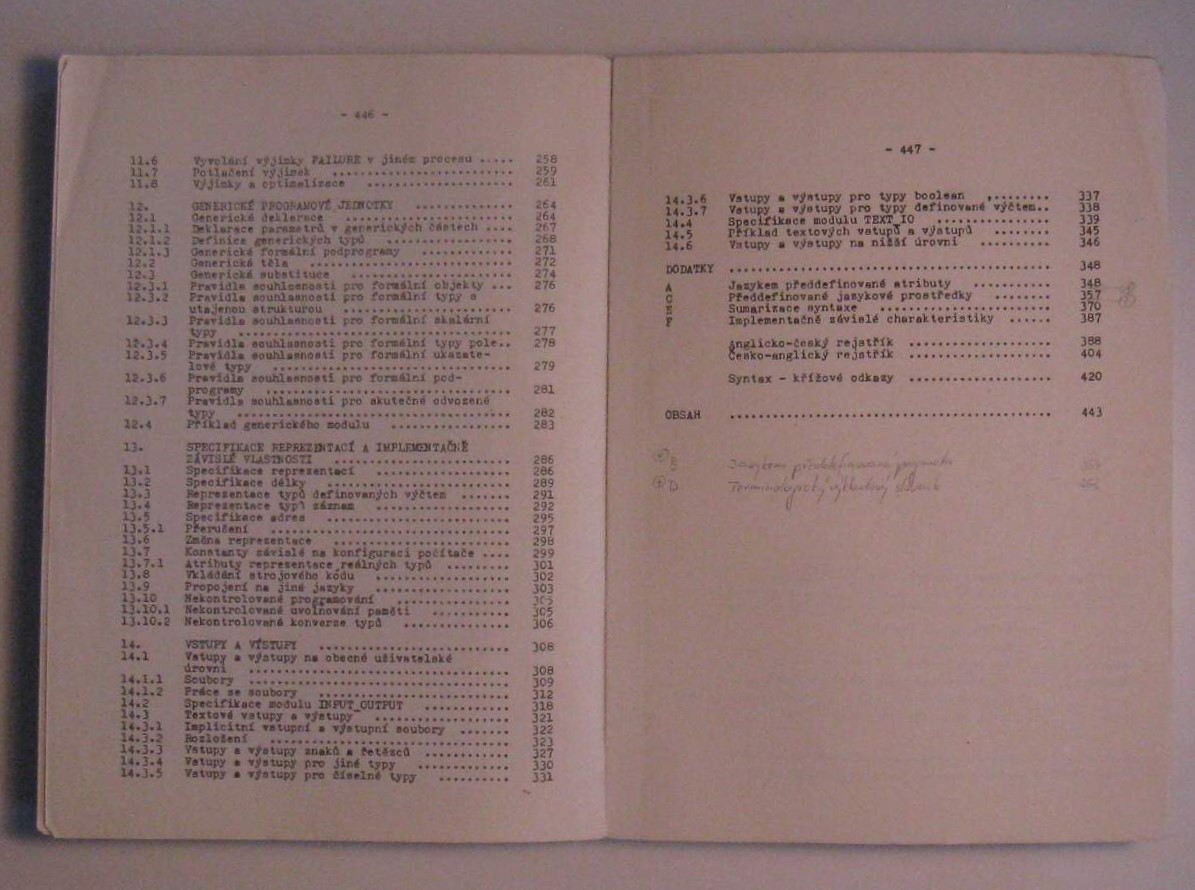 - 446 -
11.6 Vyvolání výjimky FAILURE v jiném procesu ..... 258
11.7 Potlačení výjimek ........................ 259
11.8 Výjimky a optimalizace ................... 261
12. GENERICKÉ PROGRAMOVÉ JEDNOTKY ............. 264
12.1 Generické deklarace ...................... 264
12.1.1 Deklarace parametrů v generických částech .... 267
12.1.2 Definice generických typů ................. 268
12.1.3 Generické formální podprogramy ............ 271
12.2 Generická těla ........................... 272
12.3 Generická substituce ..................... 274
12.3.1 Pravidla souhlasnosti pro formální objekty ... 276
12.3.2 Pravidla souhlasnosti pro formální typy s
utajenou strukturou ...................... 276
12.3.3 Pravidla souhlasnosti pro formální skalární
typy ..................................... 277
12.3.4 Pravidla souhlasnosti pro formální typy pole.. 278
12.3.5 Pravidla souhlasnosti pro formální ukazate-
lové typy ................................ 279
12.3.6 Pravidla souhlasnosti pro formální pod-
programy ................................. 281
12.3.7 Pravidla souhlasnosti pro skutečné odvozené
typy ..................................... 282
12.4 Příklad generického modulu ............... 283
13. SPECIFIKACE REPREZENTACÍ A IMPLEMENTAČNĚ
ZÁVISLÉ VLASTNOSTI ....................... 286
13.1 Specifikace reprezentací ................. 286
13.2 Specifikace délky ........................ 289
13.3 Reprezentace typů definovaných výčtem ....... 291
13.4 Reprezentace typů záznam ................. 292
13.5 Specifikace adres ........................ 295
13.5.1 Přerušení ................................ 297
13.6 Změna reprezentace ....................... 298
13.7 Konstanty závislé na konfiguraci počítače .... 299
13.7.1 Atributy reprezentace reálných typů ......... 301
13.8 Vkládání strojového kódu ................. 302
13.9 Propojení na jiné jazyky ................. 303
13.10 Nekontrolované programování ............... 305
13.10.1 Nekontrolované uvolňování paměti ........... 305
13.10.2 Nekontrolované konverze typů .............. 306
14. VSTUPY A VÝSTUPY ......................... 308
14.1 Vstupy a výstupy na obecné uživatelské
úrovni ................................... 308
14.1.1 Soubory .................................. 309
14.1.2 Práce se soubory ......................... 312
14.2 Specifikace modulu INPUT_OUTPUT ........... 318
14.3 Textové vstupy a výstupy ................. 321
14.3.1 Implicitní vstupní a výstupní soubory ....... 322
14.3.2 Rozložení ................................ 323
14.3.3 Vstupy a výstupy znaků a řetězců ........... 327
14.3.4 Vstupy a výstupy pro jiné typy ............ 330
14.3.5 Vstupy a výstupy pro číselné typy .......... 331
- 447 -
14.3.6 Vstupy a výstupy pro typy boolean ........ 337
14.3.7 Vstupy a výstupy pro typy definované výčtem.. 338
14.4 Specifikace modulu TEXT_IO .............. 339
14.5 Příklad textových vstupů a výstupů ....... 345
14.6 Vstupy a výstupy na nižší úrovni ......... 346
DODATKY ......................................... 348
A Jazykem předdefinované atributy .......... 348
C Předdefinované jazykové prostředky ....... 357
E Sumarizace syntaxe ...................... 370
F Implementačně závislé charakteristiky ...... 387
Anglicko-český rejstřík .................. 388
Česko-anglický rejstřík .................. 404
Syntax - křížové odkazy .................. 420
OBSAH .......................................... 443
B Jazykem předdefinované pragmata
D Terminologický výkladový slovník